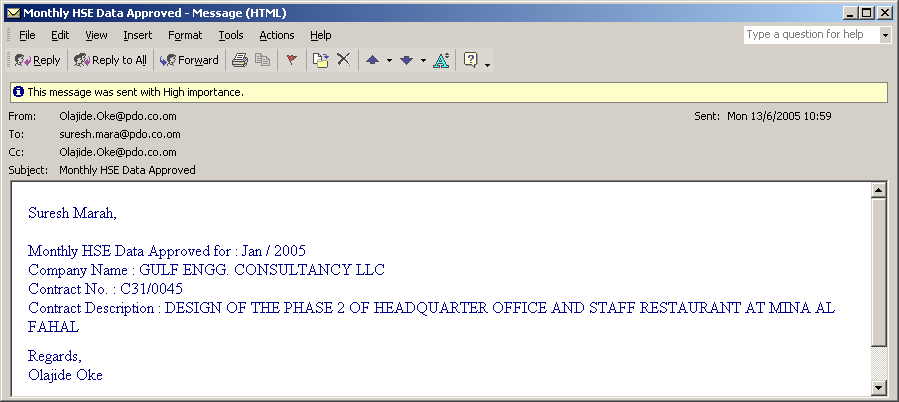 Monthly HSE Data Approved - Message (HTML)
File Edit View Insert Format Tools Actions Help Type a question for help
Reply Reply to All Forward
This message was sent with High importance.
From: Olajide.Oke@pdo.co.om Sent: Mon 13/6/2005 10:59
To: suresh.mara@pdo.co.om
Cc: Olajide.Oke@pdo.co.om
Subject: Monthly HSE Data Approved
Suresh Marah,
Monthly HSE Data Approved for : Jan / 2005
Company Name : GULF ENGG. CONSULTANCY LLC
Contract No. : C31/0045
Contract Description : DESIGN OF THE PHASE 2 OF HEADQUARTER OFFICE AND STAFF RESTAURANT AT MINA AL
FAHAL
Regards,
Olajide Oke